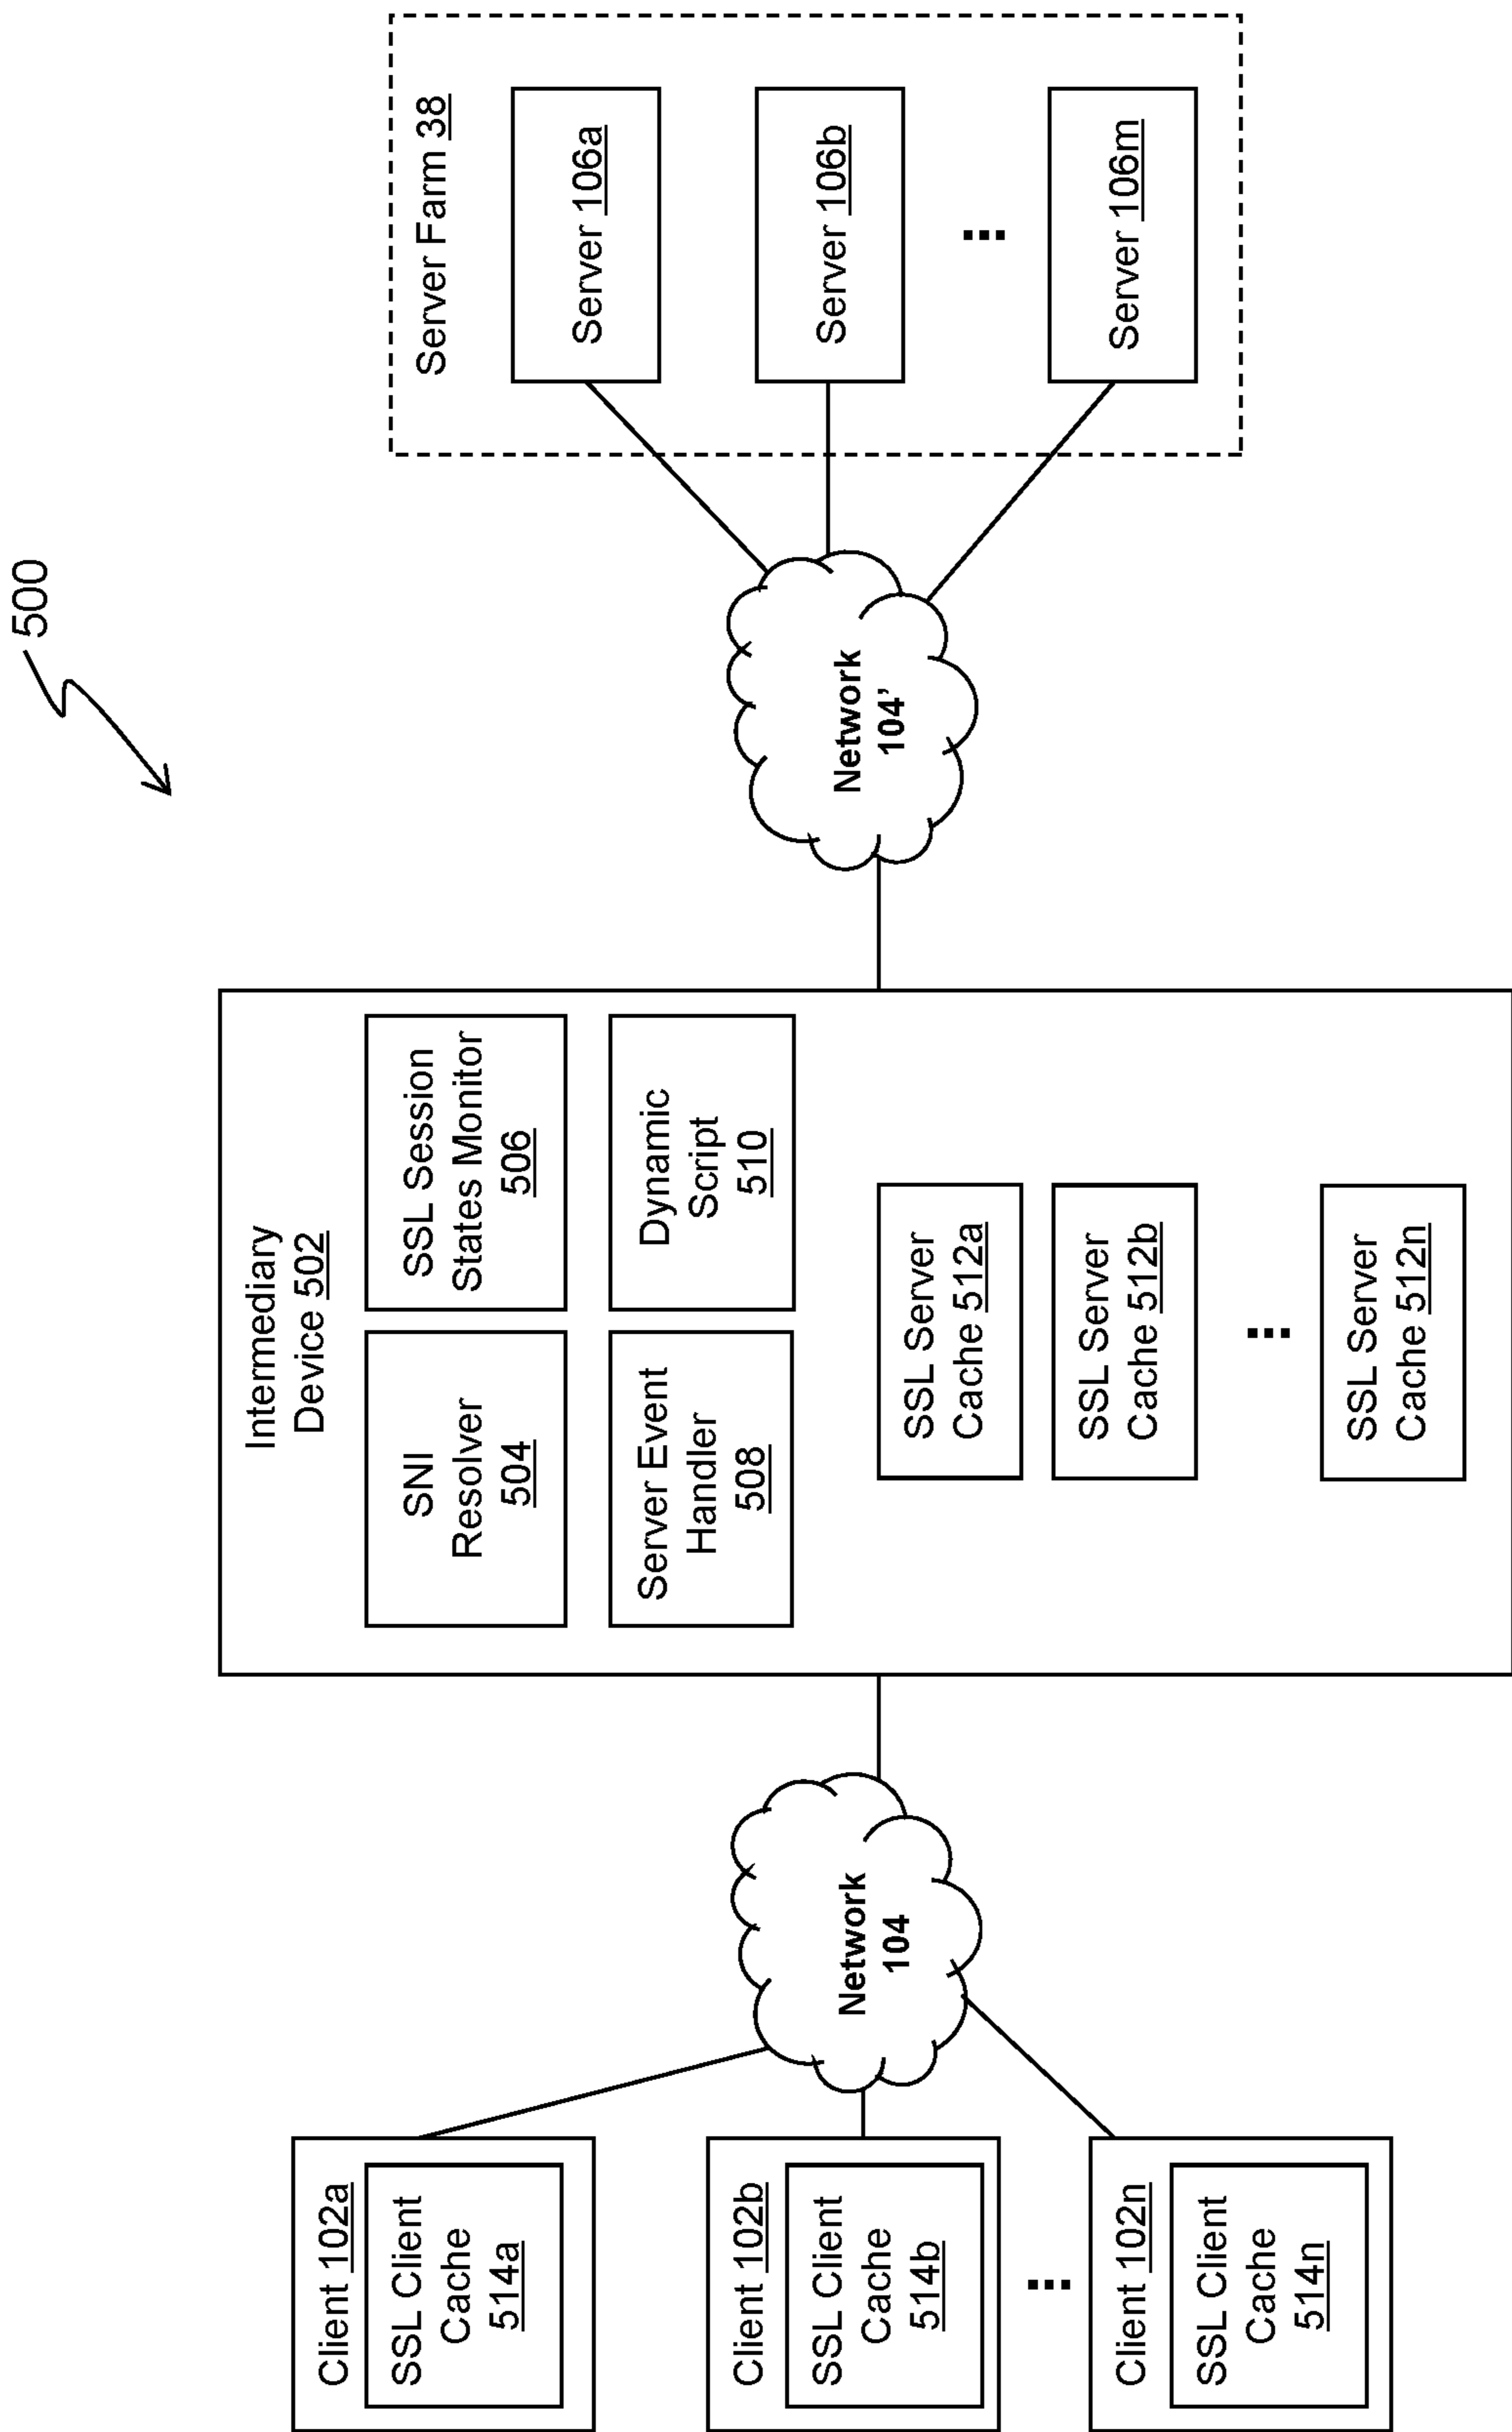 500
Client 102a
SSL Client
Cache
514a
Client 102b
SSL Client
Cache
514b
Client 102n
SSL Client
Cache
514n
Network
104
Intermediary
Device 502
SNI
Resolver
504
SSL Session
States Monitor
506
Server Event
Handler
508
Dynamic
Script
510
SSL Server
Cache 512a
SSL Server
Cache 512b
SSL Server
Cache 512n
Network
104’
Server Farm 38
Server 106a
Server 106b
Server 106m